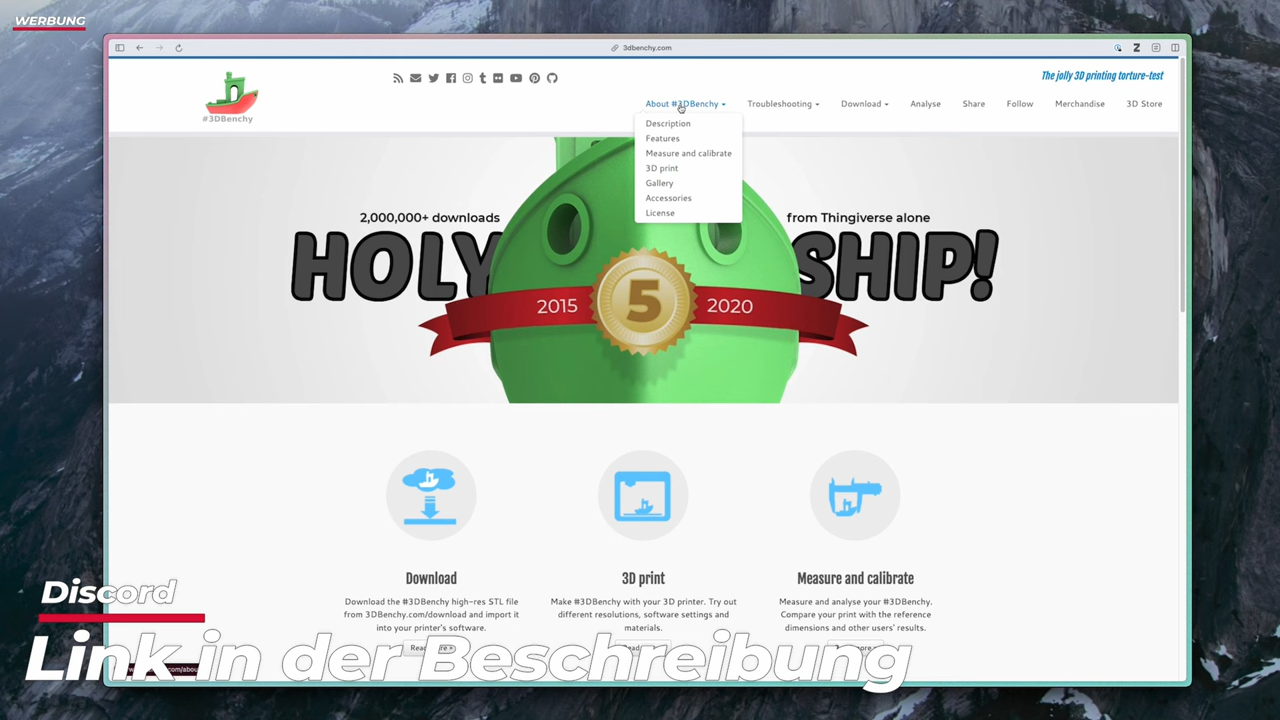 WERBUNG
3dbenchy.com
The jolly 3D printing torture-test
#3DBenchy
About #3DBenchy
Troubleshooting
Download
Analyse
Share
Follow
Merchandise
3D Store
Description
Features
Measure and calibrate
3D print
Gallery
Accessories
License
2,000,000+ downloads
from Thingiverse alone
HOLY
SHIP!
2015
5
2020
Download
Download the #3DBenchy high-res STL file
from 3DBenchy.com/download and import it
into your printer's software.
3D print
Make #3DBenchy with your 3D printer. Try out
different resolutions, software settings and
materials.
Measure and calibrate
Measure and analyse your #3DBenchy.
Compare your print with the reference
dimensions and other users' results.
Discord
Link in der Beschreibung